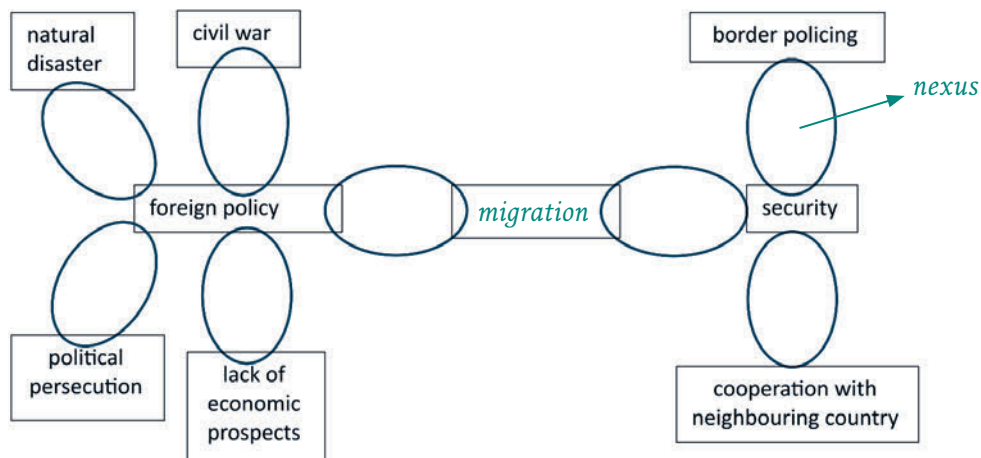 natural
disaster
civil war
border policing
nexus
foreign policy
migration
security
political
persecution
lack of
economic
prospects
cooperation with
neighbouring country